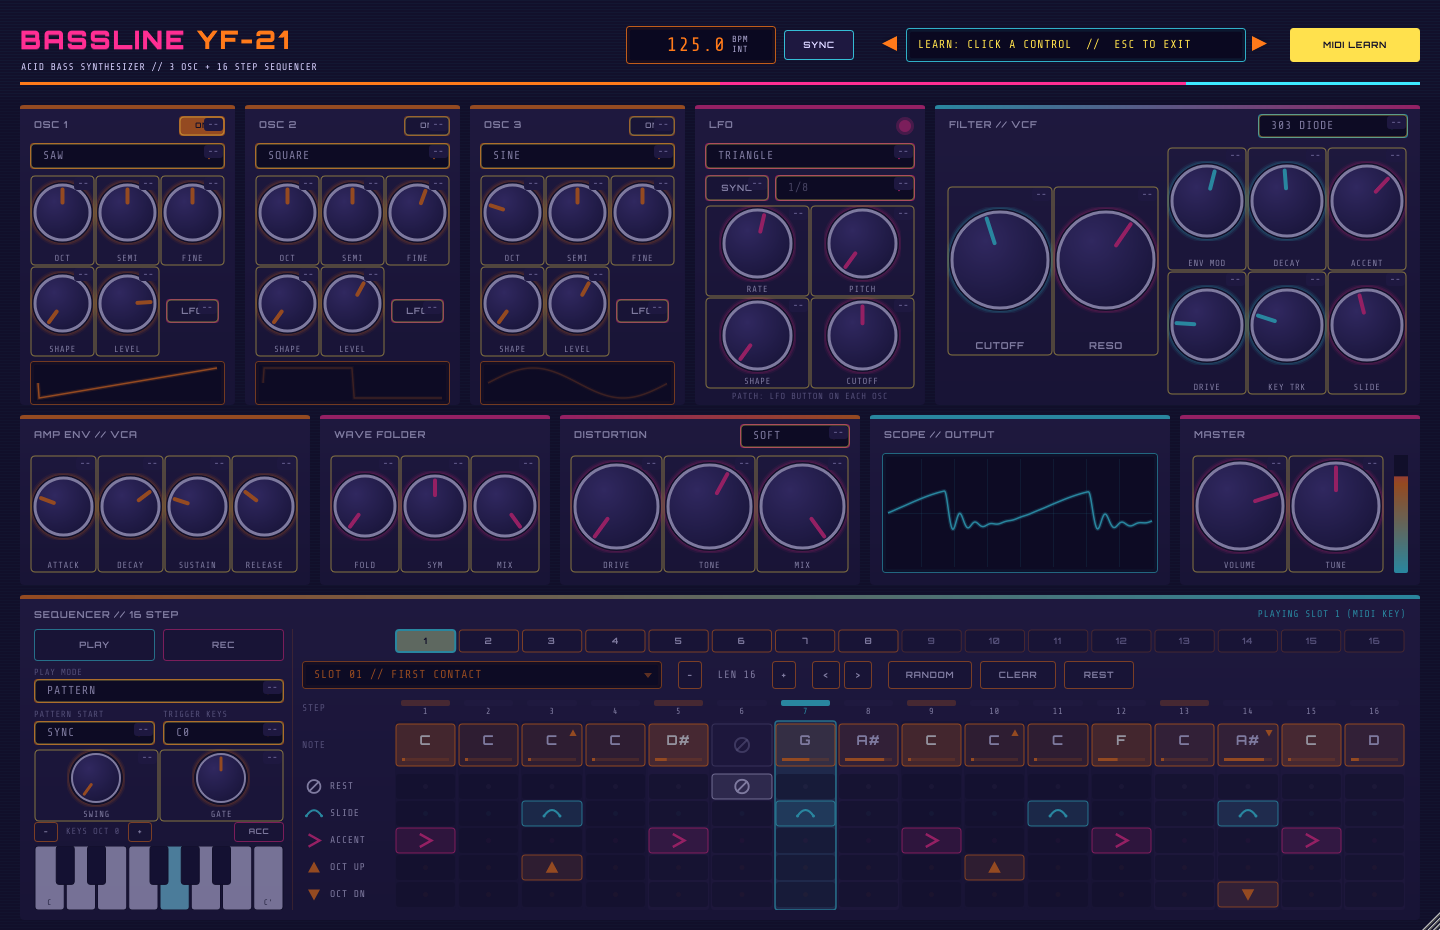 BASSLINE YF-21
ACID BASS SYNTHESIZER // 3 OSC + 16 STEP SEQUENCER
125.0 BPM INT
SYNC
LEARN: CLICK A CONTROL // ESC TO EXIT
MIDI LEARN
OSC 1
--
SAW --
-- -- --
OCT SEMI FINE
-- -- --
SHAPE LEVEL
OSC 2
--
SQUARE --
-- -- --
OCT SEMI FINE
-- -- --
SHAPE LEVEL
OSC 3
--
SINE --
-- -- --
OCT SEMI FINE
-- -- --
SHAPE LEVEL
LFO
TRIANGLE --
SYNC -- 1/8 --
-- --
RATE PITCH
-- --
SHAPE CUTOFF
PATCH: LFO BUTTON ON EACH OSC
FILTER // VCF
303 DIODE --
-- --
CUTOFF RESO
-- -- --
ENV MOD DECAY ACCENT
-- -- --
DRIVE KEY TRK SLIDE
AMP ENV // VCA
-- -- -- --
ATTACK DECAY SUSTAIN RELEASE
WAVE FOLDER
-- -- --
FOLD SYM MIX
DISTORTION
SOFT --
-- -- --
DRIVE TONE MIX
SCOPE // OUTPUT
MASTER
-- --
VOLUME TUNE
SEQUENCER // 16 STEP
PLAYING SLOT 1 (MIDI KEY)
PLAY REC
PLAY MODE
PATTERN --
PATTERN START TRIGGER KEYS
SYNC -- C0 --
-- --
SWING GATE
- KEYS OCT 0 + ACC
C C'
1 2 3 4 5 6 7 8 9 10 11 12 13 14 15 16
SLOT 01 // FIRST CONTACT
- LEN 16 + < > RANDOM CLEAR REST
STEP 1 2 3 4 5 6 7 8 9 10 11 12 13 14 15 16
NOTE C C C C D# G A# C C C F C A# C D
REST
SLIDE
ACCENT
OCT UP
OCT DN